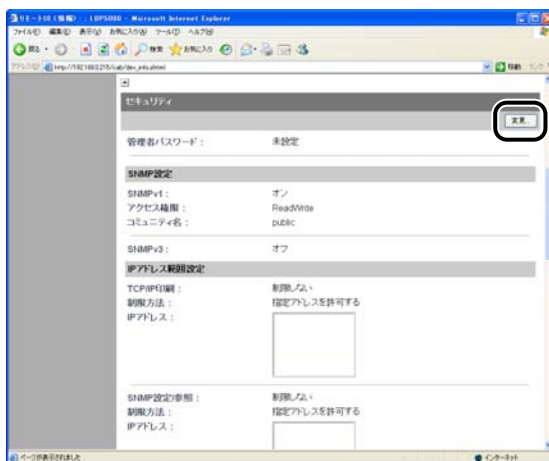 リモートUI <情報> : : LBP5000 - Microsoft Internet Explorer
ファイル(F) 編集(E) 表示(V) お気に入り(A) ツール(T) ヘルプ(H)
戻る 検索 お気に入り
アドレス(D) 移動 リンク
セキュリティ
変更...
管理者パスワード : 未設定
SNMP設定
SNMPv1 : オン
アクセス権限 : ReadWrite
コミュニティ名 : public
SNMPv3 : オフ
IPアドレス範囲設定
TCP/IP印刷 : 制限しない
制限方法 : 指定アドレスを許可する
IPアドレス :
SNMP設定/参照 : 制限しない
制限方法 : 指定アドレスを許可する
IPアドレス :
ページが表示されました
インターネット